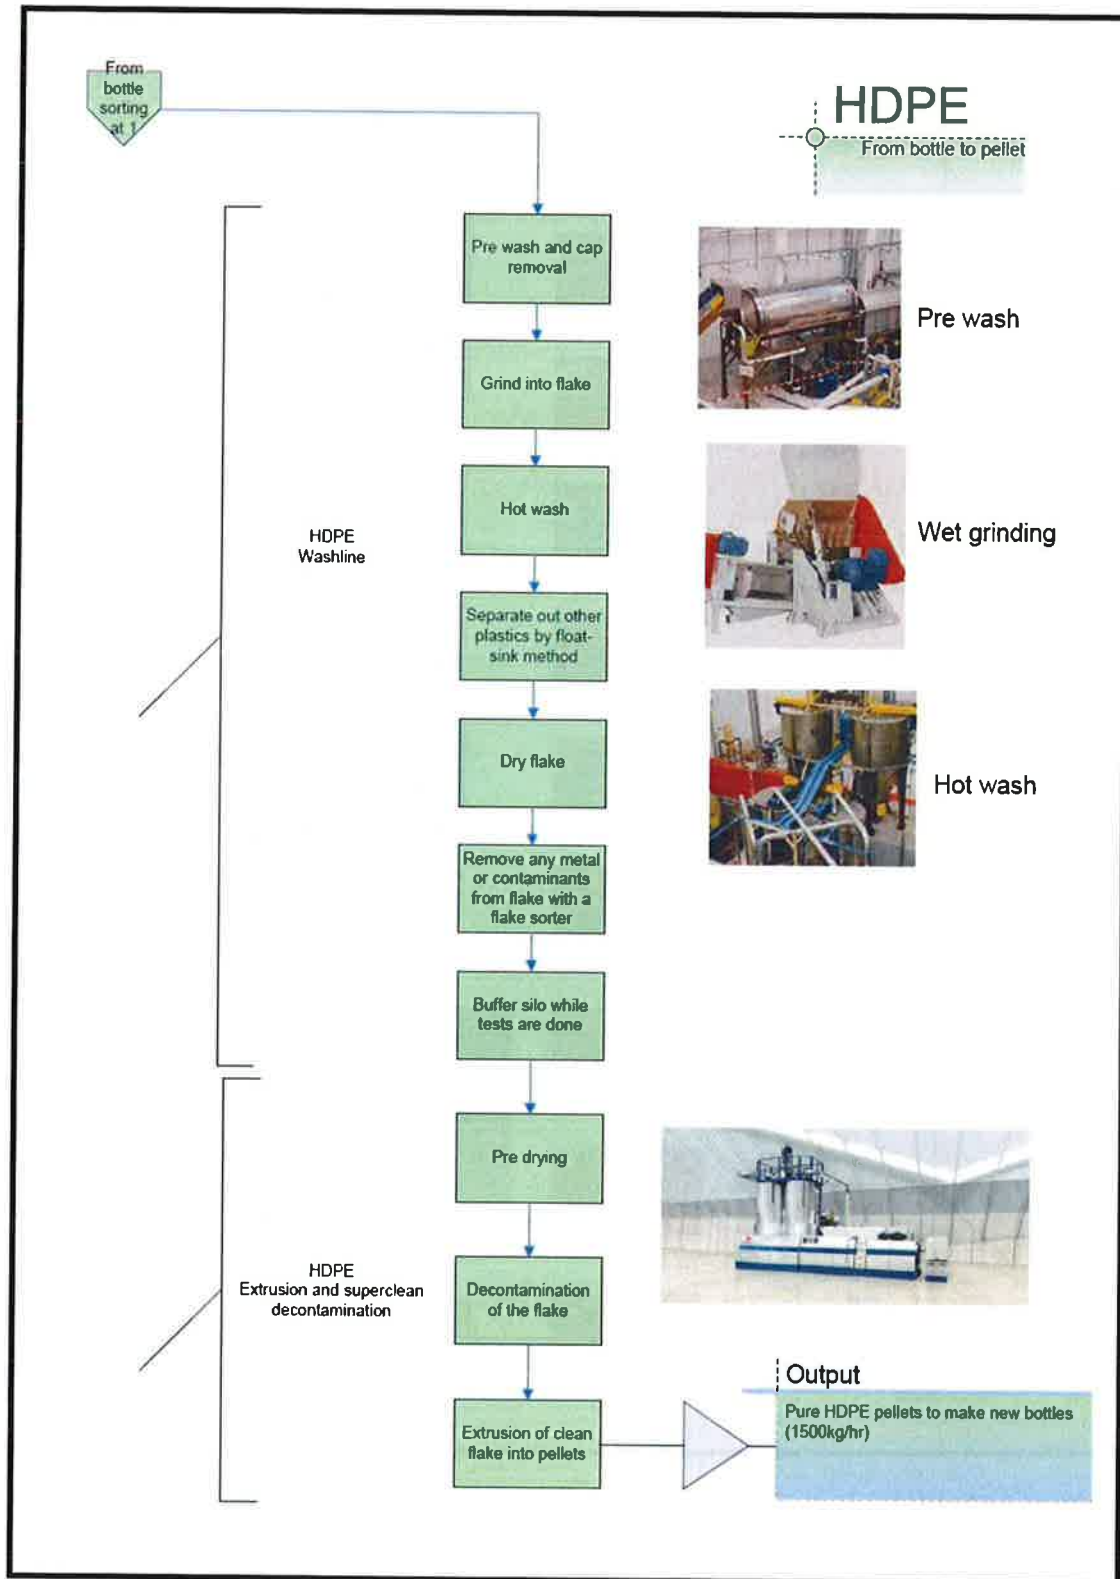 From
bottle
sorting
at 1
HDPE
From bottle to pellet
Pre wash and cap
removal
Pre wash
Grind into flake
Wet grinding
Hot wash
HDPE
Washline
Separate out other
plastics by float-
sink method
Hot wash
Dry flake
Remove any metal
or contaminants
from flake with a
flake sorter
Buffer silo while
tests are done
Pre drying
HDPE
Extrusion and superclean
decontamination
Decontamination
of the flake
Extrusion of clean
flake into pellets
Output
Pure HDPE pellets to make new bottles
(1500kg/hr)